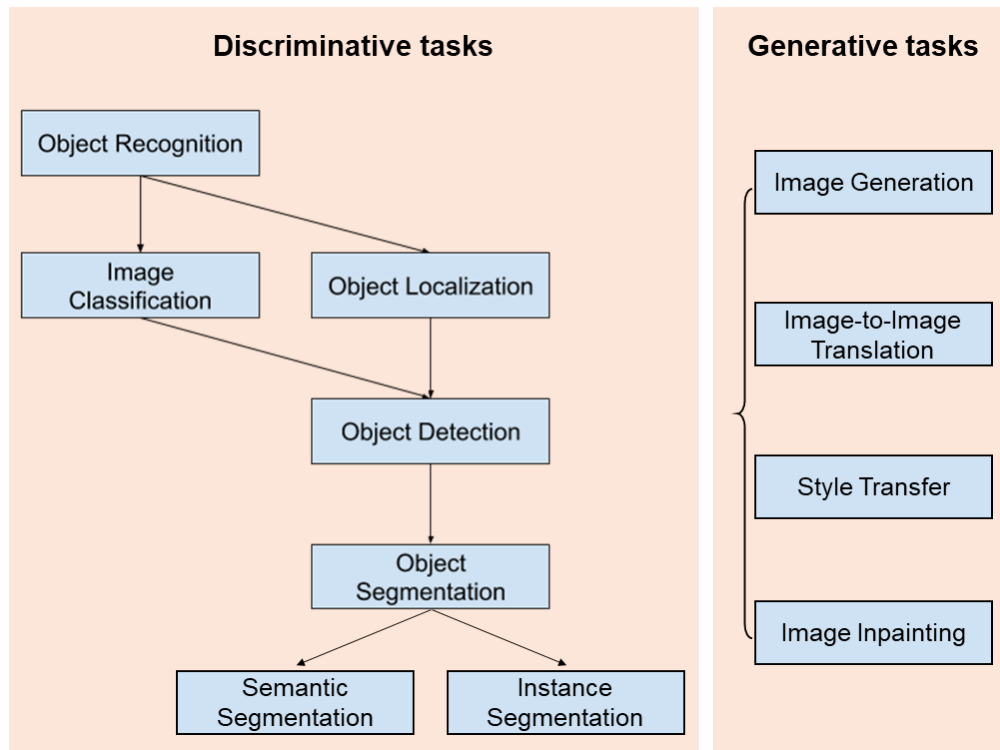 Discriminative tasks
Object Recognition
Image
Classification
Object Localization
Object Detection
Object
Segmentation
Semantic
Segmentation
Instance
Segmentation
Generative tasks
Image Generation
Image-to-Image
Translation
Style Transfer
Image Inpainting